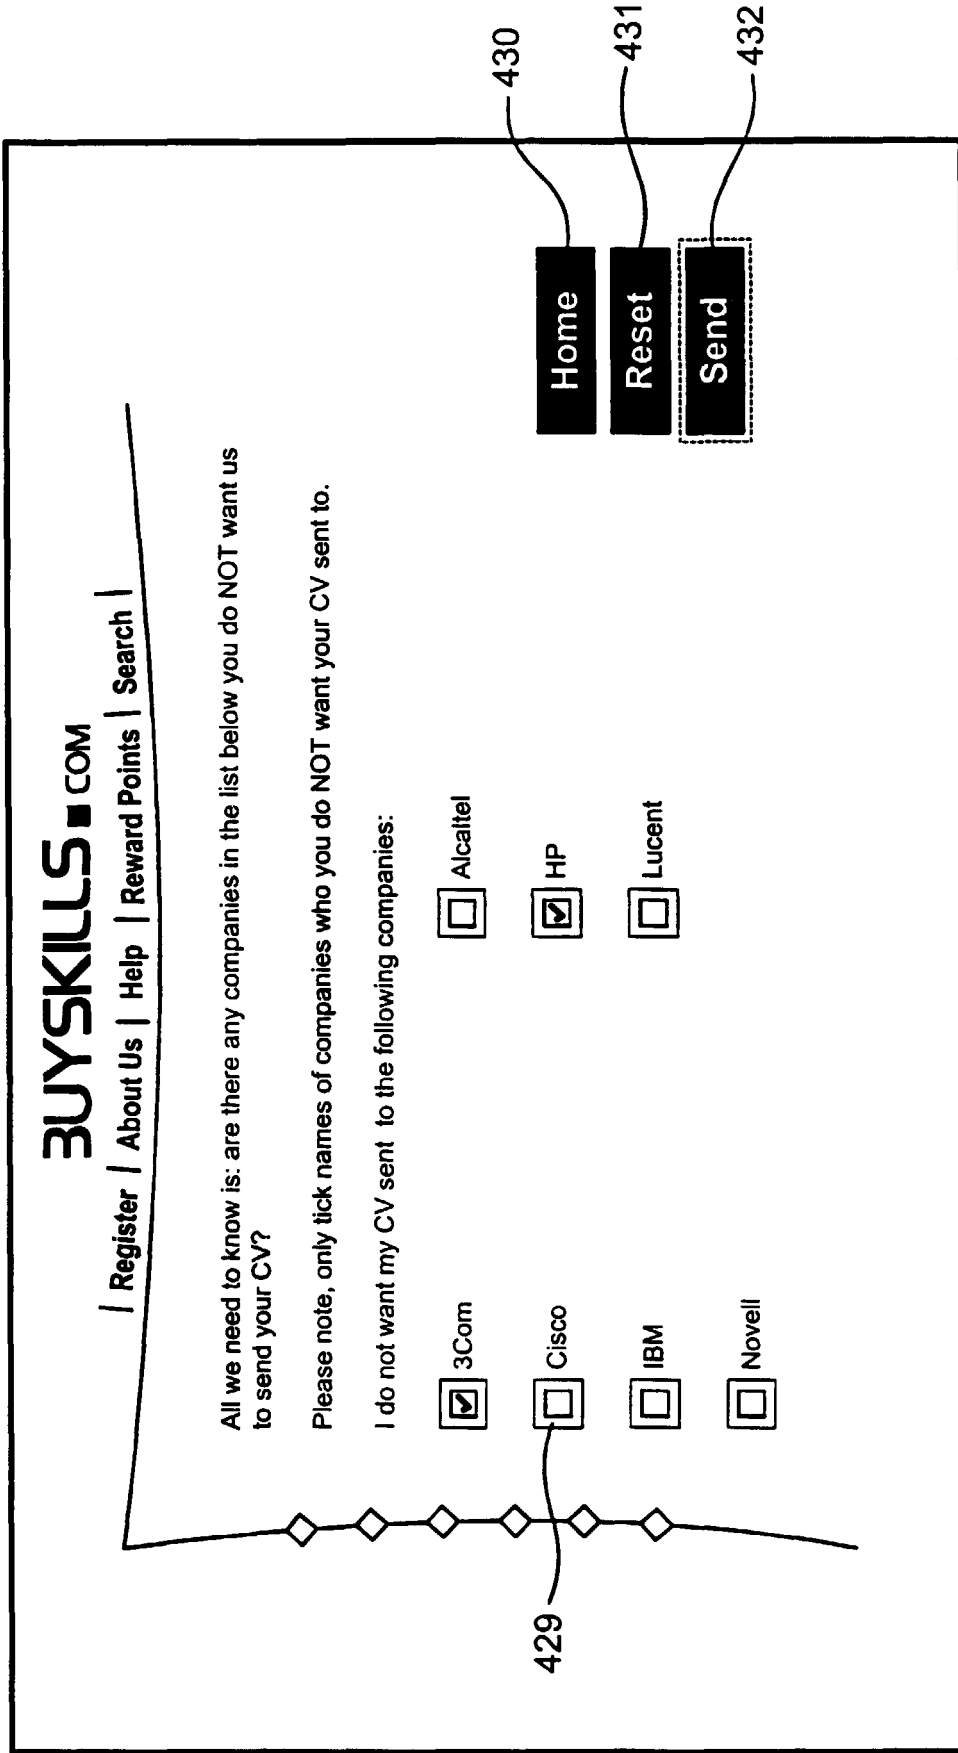 BUYSKILLS.COM
| Register | About Us | Help | Reward Points | Search |
All we need to know is: are there any companies in the list below you do NOT want us
to send your CV?
Please note, only tick names of companies who you do NOT want your CV sent to.
I do not want my CV sent to the following companies:
3Com
Alcaltel
Cisco
HP
IBM
Lucent
Novell
Home
Reset
Send
429
430
431
432